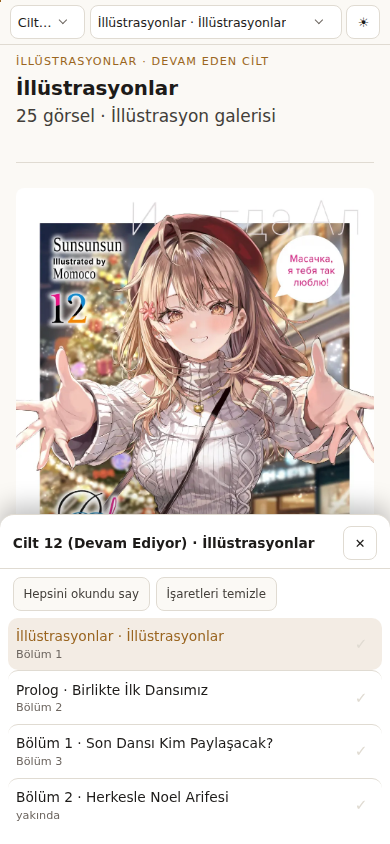 Cilt...
İllüstrasyonlar · İllüstrasyonlar
İLLÜSTRASYONLAR · DEVAM EDEN CİLT
İllüstrasyonlar
25 görsel · İllüstrasyon galerisi
Sunsunsun
Illustrated by
Momoco
12
Масачка,
я тебя так
люблю!
Cilt 12 (Devam Ediyor) · İllüstrasyonlar
Hepsini okundu say
İşaretleri temizle
İllüstrasyonlar · İllüstrasyonlar
Bölüm 1
Prolog · Birlikte İlk Dansımız
Bölüm 2
Bölüm 1 · Son Dansı Kim Paylaşacak?
Bölüm 3
Bölüm 2 · Herkesle Noel Arifesi
yakında